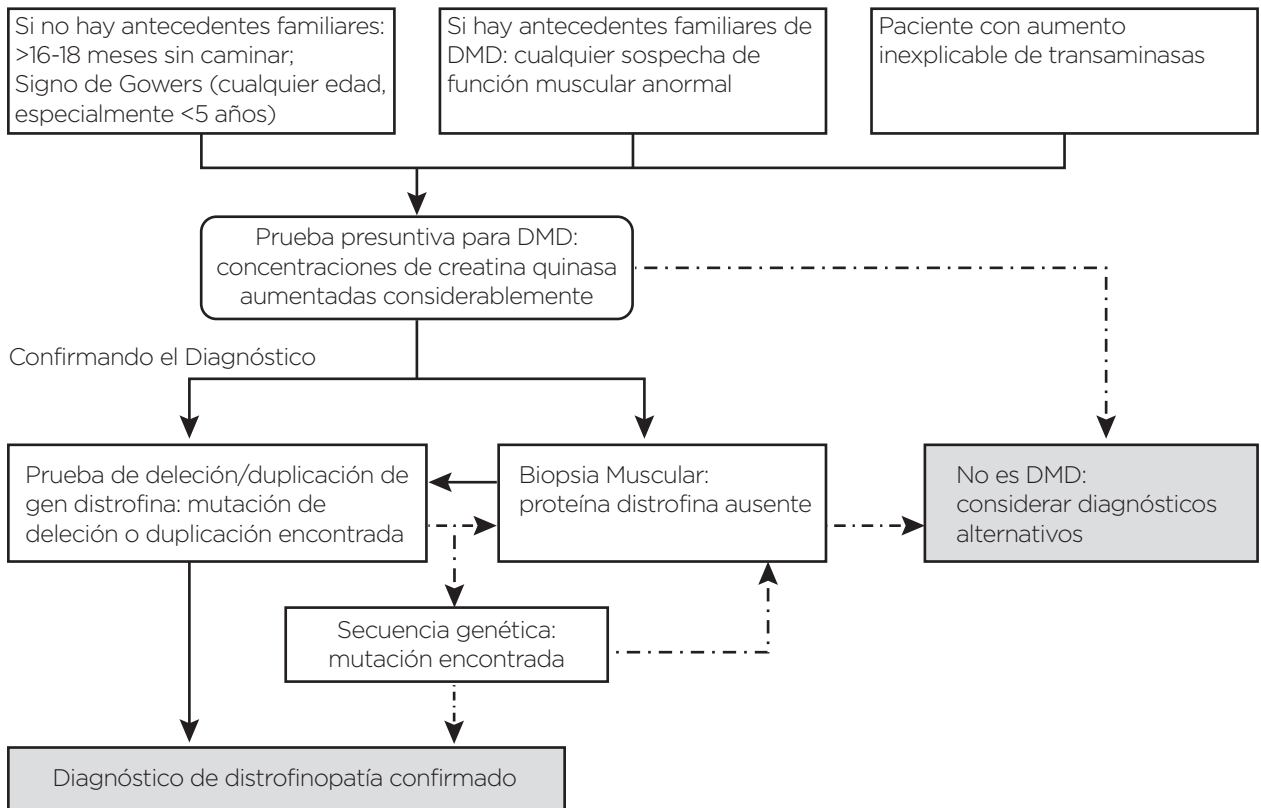 Si no hay antecedentes familiares:
>16-18 meses sin caminar;
Signo de Gowers (cualquier edad,
especialmente <5 años)
Si hay antecedentes familiares de
DMD: cualquier sospecha de
función muscular anormal
Paciente con aumento
inexplicable de transaminasas
Prueba presuntiva para DMD:
concentraciones de creatina quinasa
aumentadas considerablemente
Confirmando el Diagnóstico
Prueba de deleción/duplicación de
gen distrofina: mutación de
deleción o duplicación encontrada
Biopsia Muscular:
proteína distrofina ausente
No es DMD:
considerar diagnósticos
alternativos
Secuencia genética:
mutación encontrada
Diagnóstico de distrofinopatía confirmado